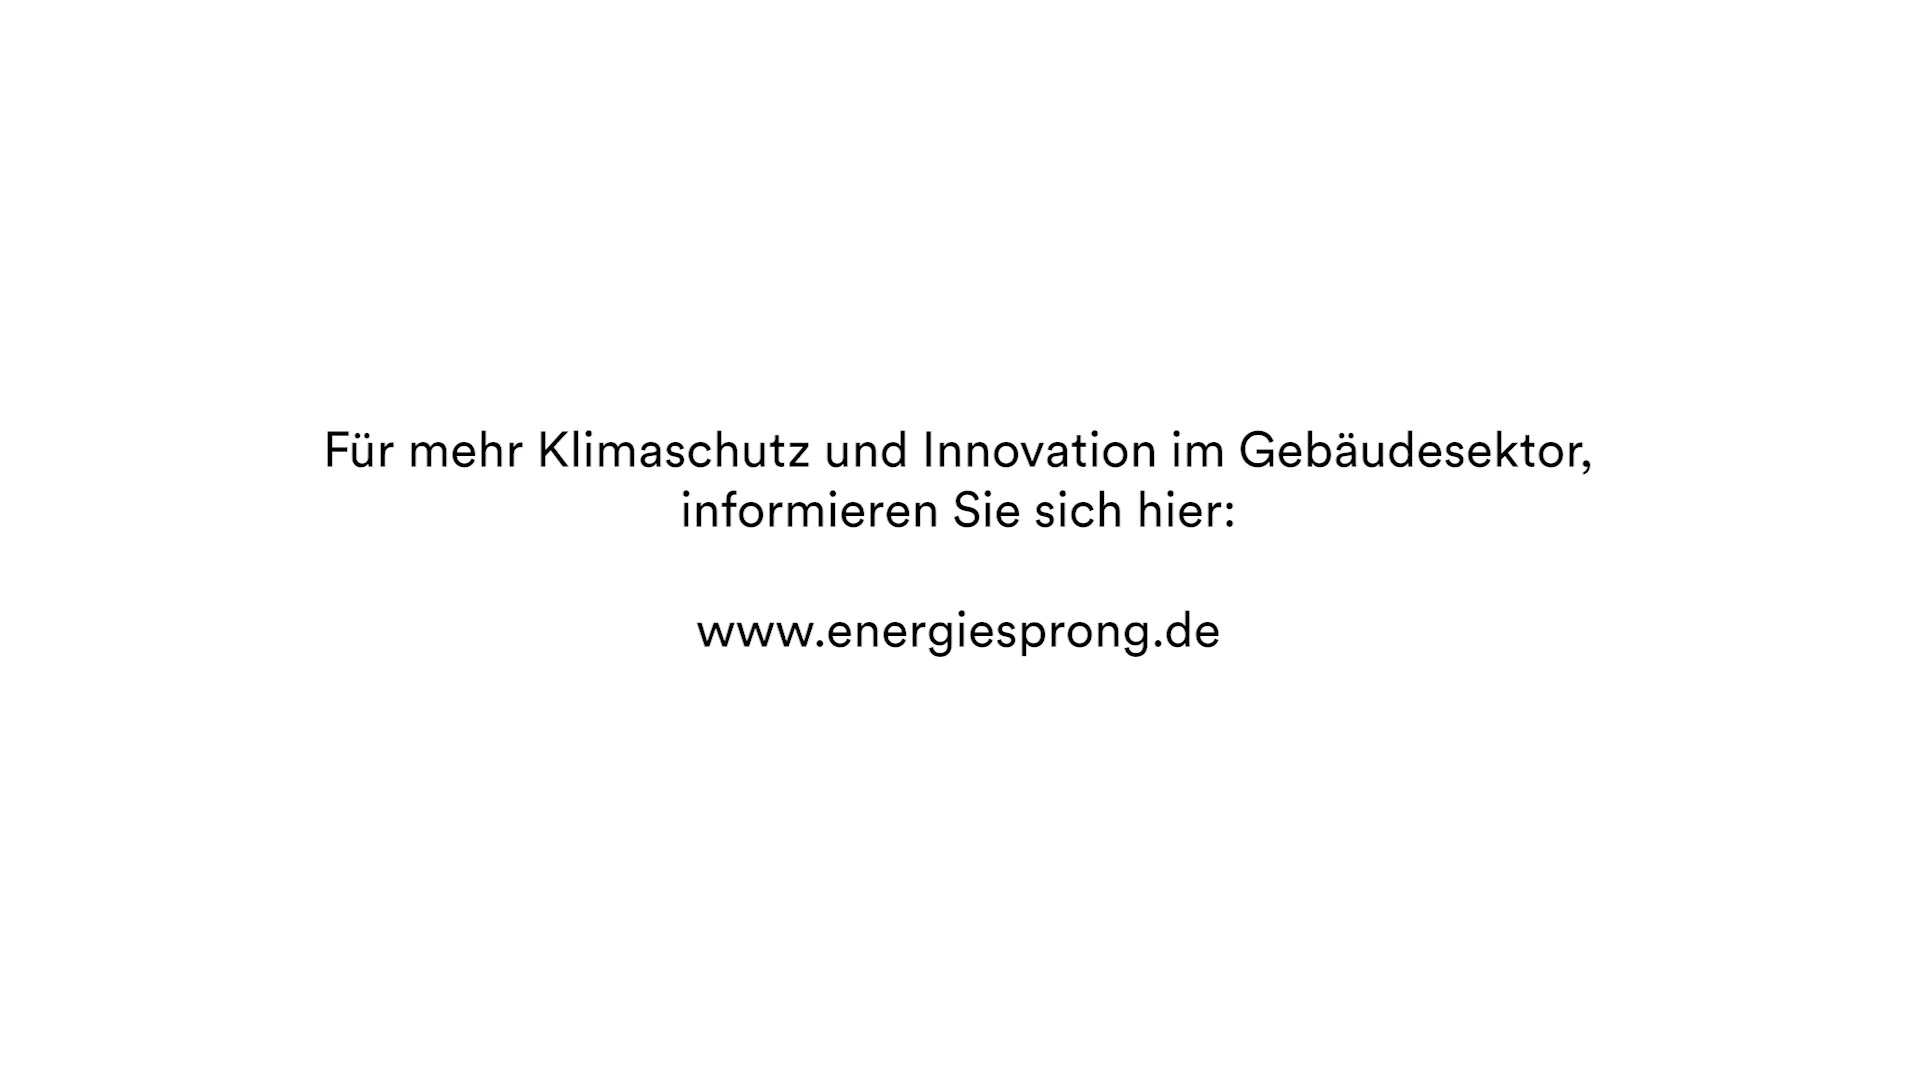 Für mehr Klimaschutz und Innovation im Gebäudesektor,
informieren Sie sich hier:
www.energiesprong.de